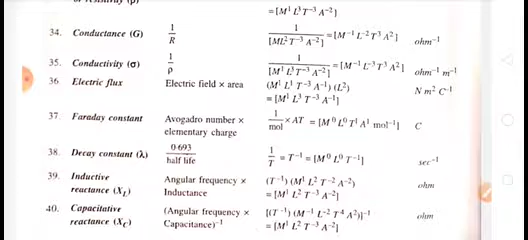 = [M¹ L³ T⁻³ A⁻²]
34. Conductance (G) 1/R 1/[ML² T⁻³ A⁻²] = [M⁻¹ L⁻² T³ A²] ohm⁻¹
35. Conductivity (σ) 1/ρ 1/[M¹ L³ T⁻³ A⁻²] = [M⁻¹ L⁻³ T³ A²] ohm⁻¹ m⁻¹
36 Electric flux Electric field × area (M¹ L¹ T⁻³ A⁻¹) (L²) N m² C⁻¹
= [M¹ L³ T⁻³ A⁻¹]
37. Faraday constant Avogadro number × 1/mol × AT = [M⁰ L⁰ T¹ A¹ mol⁻¹] C
elementary charge
38. Decay constant (λ) 0·693/half life 1/T = T⁻¹ = [M⁰ L⁰ T⁻¹] sec⁻¹
39. Inductive Angular frequency × (T⁻¹) (M¹ L² T⁻² A⁻²) ohm
reactance (X_L) Inductance = [M¹ L² T⁻³ A⁻²]
40. Capacitative (Angular frequency × [(T⁻¹) (M⁻¹ L⁻² T⁴ A²)]⁻¹ ohm
reactance (X_C) Capacitance)⁻¹ = [M¹ L² T⁻³ A⁻²]